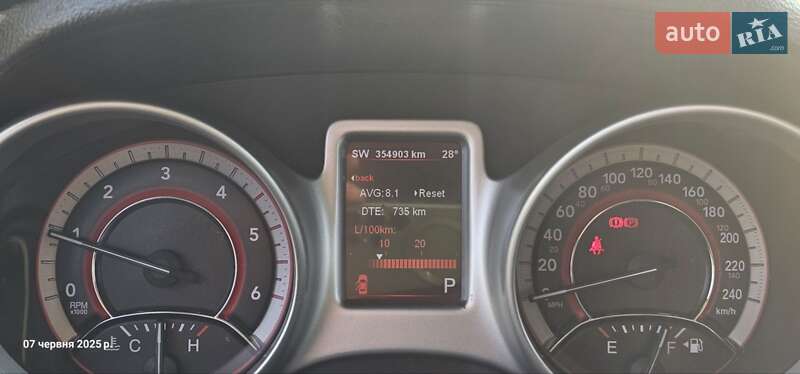 auto RIA.com
SW 354903 km 28°
back
AVG: 8.1 Reset
DTE: 735 km
L/100km:
10 20
P
0 1 2 3 4 5 6
RPM
x1000
C H
0 20 40 60 80 100 120 140 160 180 200 220 240
MPH
km/h
E F
07 червня 2025 р.